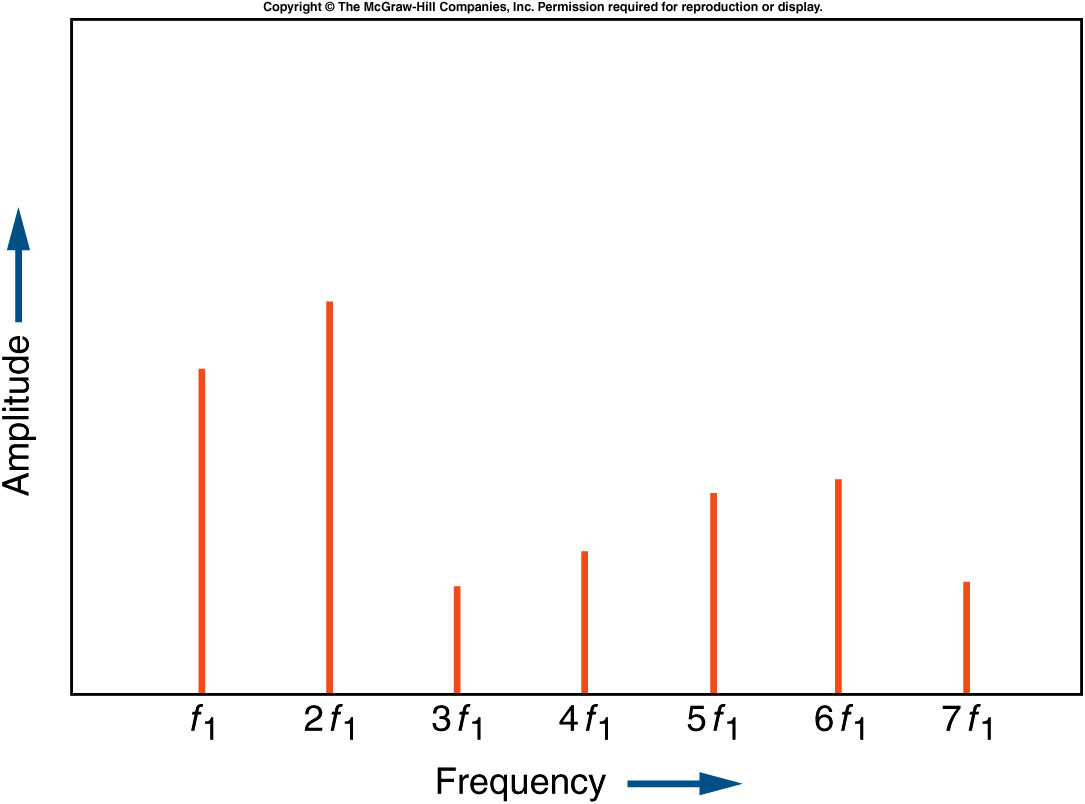 Copyright © The McGraw-Hill Companies, Inc. Permission required for reproduction or display.
Amplitude
f1 2f1 3f1 4f1 5f1 6f1 7f1
Frequency